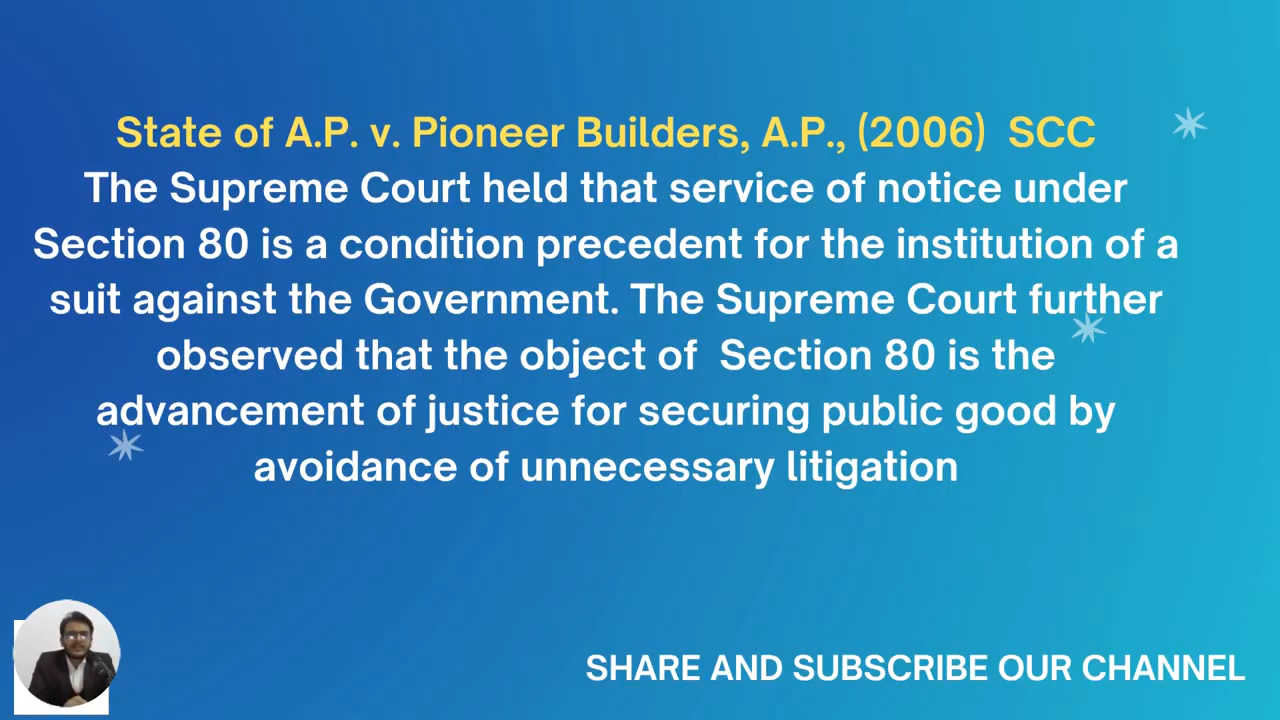 State of A.P. v. Pioneer Builders, A.P., (2006) SCC
The Supreme Court held that service of notice under
Section 80 is a condition precedent for the institution of a
suit against the Government. The Supreme Court further
observed that the object of Section 80 is the
advancement of justice for securing public good by
avoidance of unnecessary litigation
SHARE AND SUBSCRIBE OUR CHANNEL